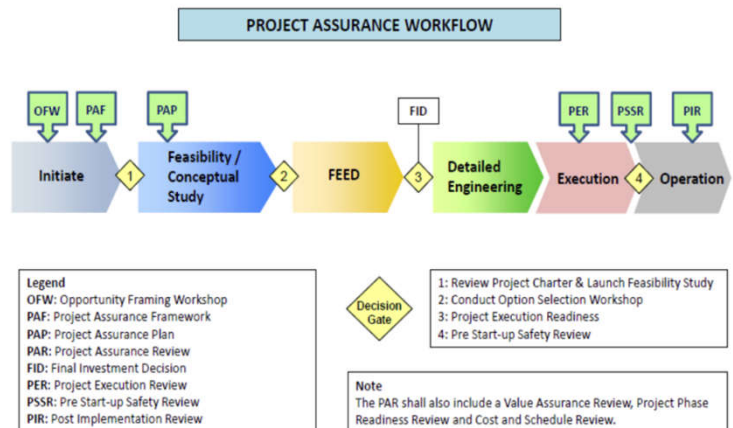 PROJECT ASSURANCE WORKFLOW
OFW
PAF
PAP
FID
PER
PSSR
PIR
Initiate
1
Feasibility /
Conceptual
Study
2
FEED
3
Detailed
Engineering
Execution
4
Operation
Legend
OFW: Opportunity Framing Workshop
PAF: Project Assurance Framework
PAP: Project Assurance Plan
PAR: Project Assurance Review
FID: Final Investment Decision
PER: Project Execution Review
PSSR: Pre Start-up Safety Review
PIR: Post Implementation Review
Decision
Gate
1: Review Project Charter & Launch Feasibility Study
2: Conduct Option Selection Workshop
3: Project Execution Readiness
4: Pre Start-up Safety Review
Note
The PAR shall also include a Value Assurance Review, Project Phase
Readiness Review and Cost and Schedule Review.